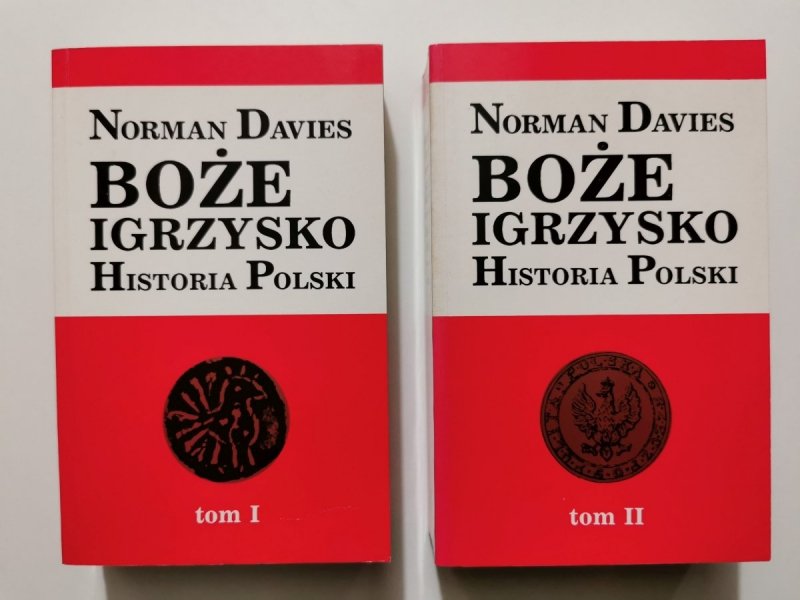 NORMAN DAVIES
BOŻE
IGRZYSKO
HISTORIA POLSKI
tom I
NORMAN DAVIES
BOŻE
IGRZYSKO
HISTORIA POLSKI
tom II